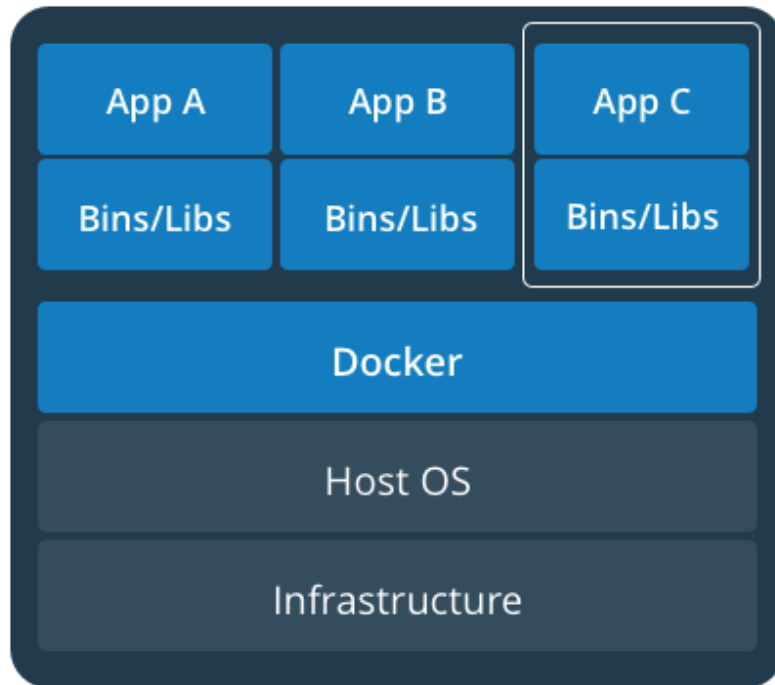 App A
App B
App C
Bins/Libs
Bins/Libs
Bins/Libs
Docker
Host OS
Infrastructure